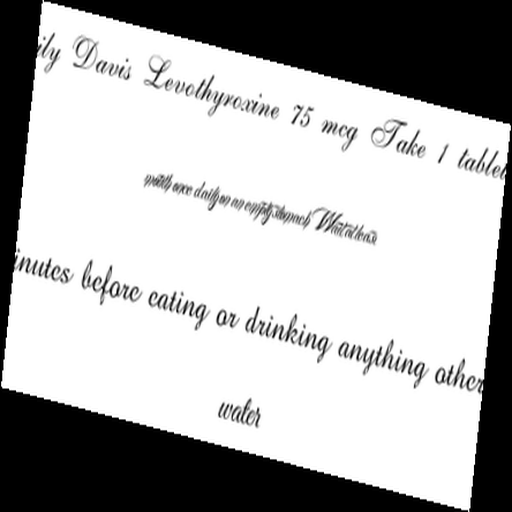 ily Davis Levothyroxine 75 mcg Take 1 tablet
mouth once daily on an empty stomach Wait at least
inutes before eating or drinking anything other
water